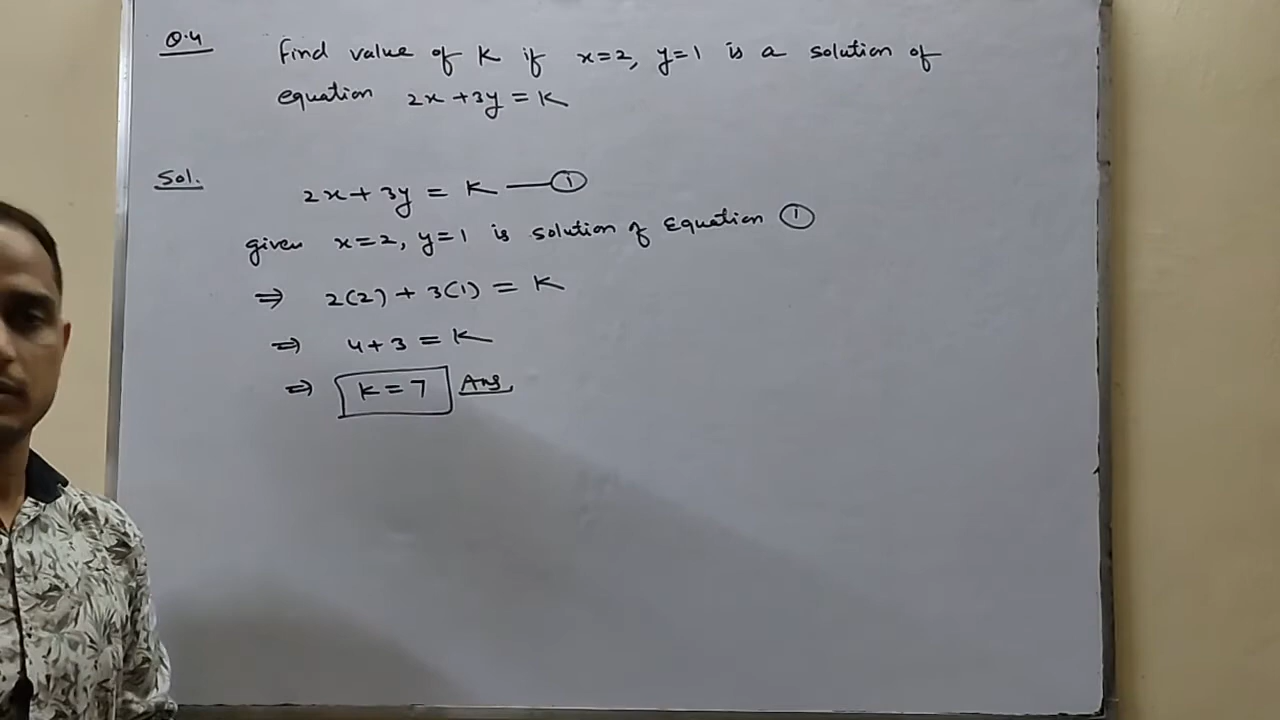 Q.4 Find value of K if x=2, y=1 is a solution of
equation 2x+3y=K
Sol.
2x+3y = K —①
given x=2, y=1 is solution of Equation ①
⇒ 2(2) + 3(1) = K
⇒ 4+3 = K
⇒ K=7 Ans.